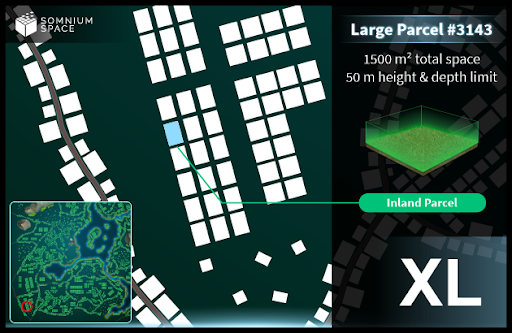 SOMNIUM
SPACE
Large Parcel #3143
1500 m² total space
50 m height & depth limit
Inland Parcel
XL